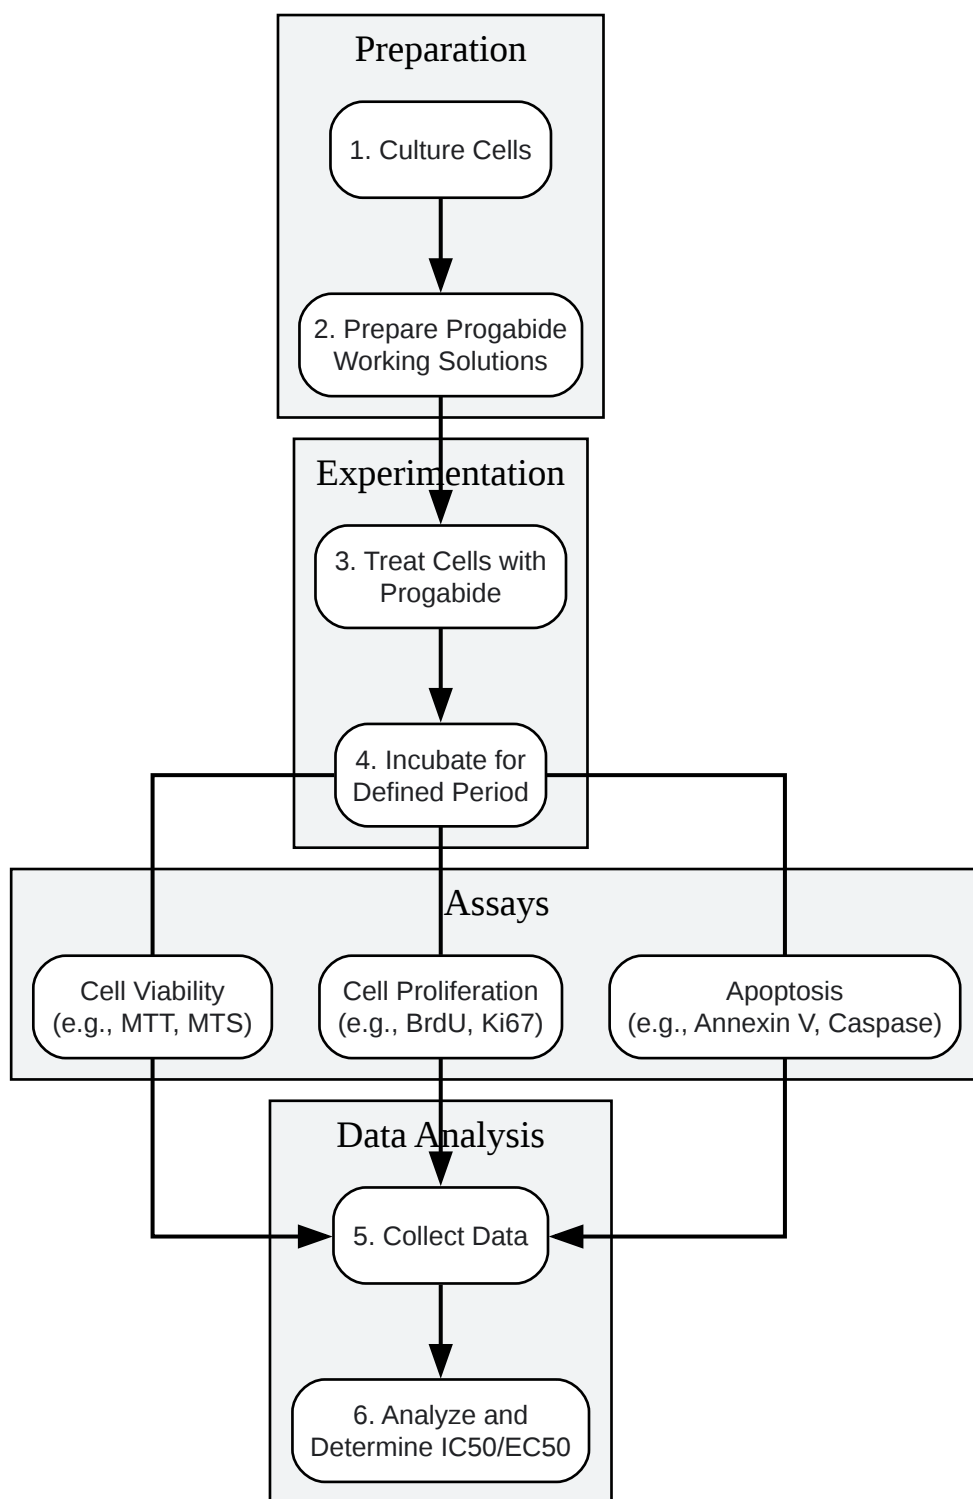 Preparation
1. Culture Cells
2. Prepare Progabide
Working Solutions
Experimentation
3. Treat Cells with
Progabide
4. Incubate for
Defined Period
Assays
Cell Viability
(e.g., MTT, MTS)
Cell Proliferation
(e.g., BrdU, Ki67)
Apoptosis
(e.g., Annexin V, Caspase)
Data Analysis
5. Collect Data
6. Analyze and
Determine IC50/EC50